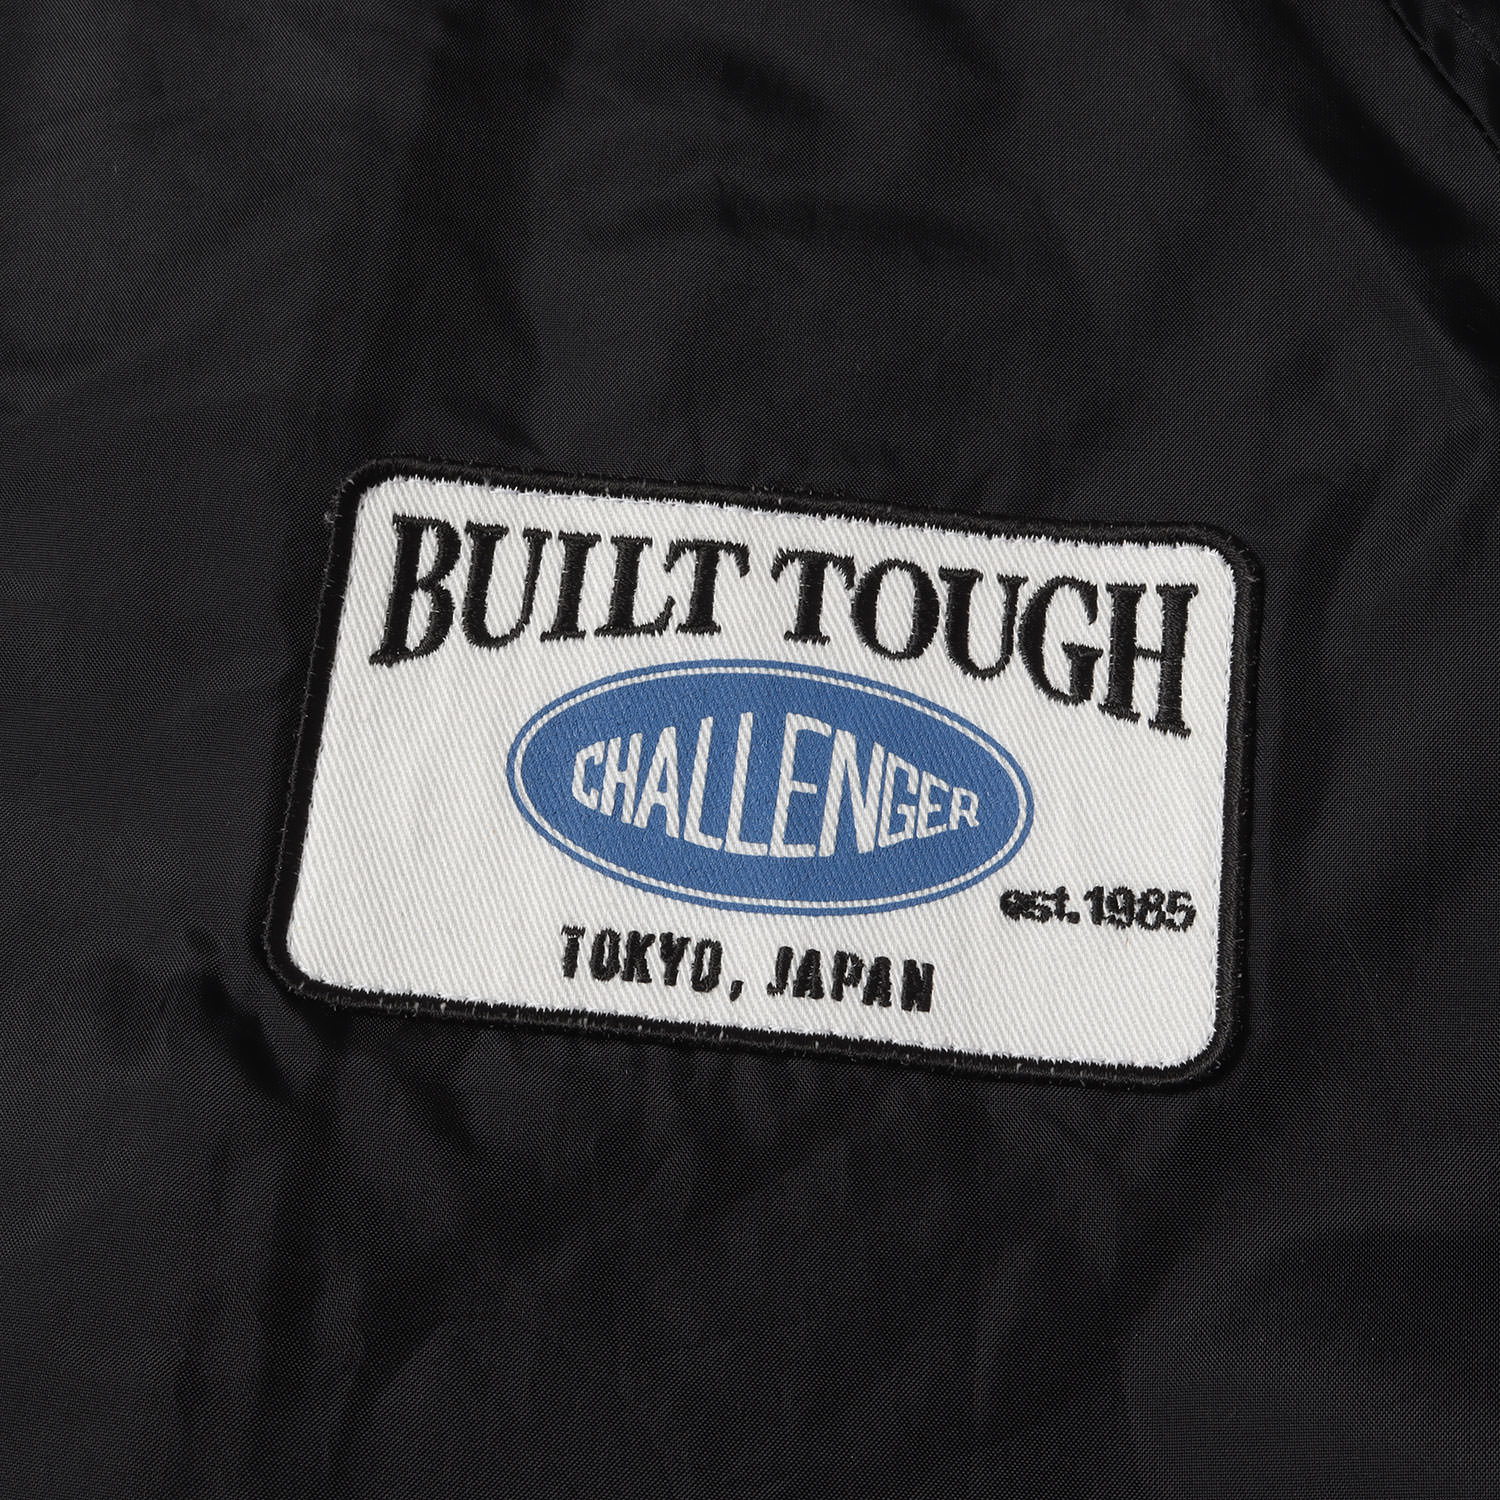 BUILT TOUGH
CHALLENGER
est.1985
TOKYO, JAPAN